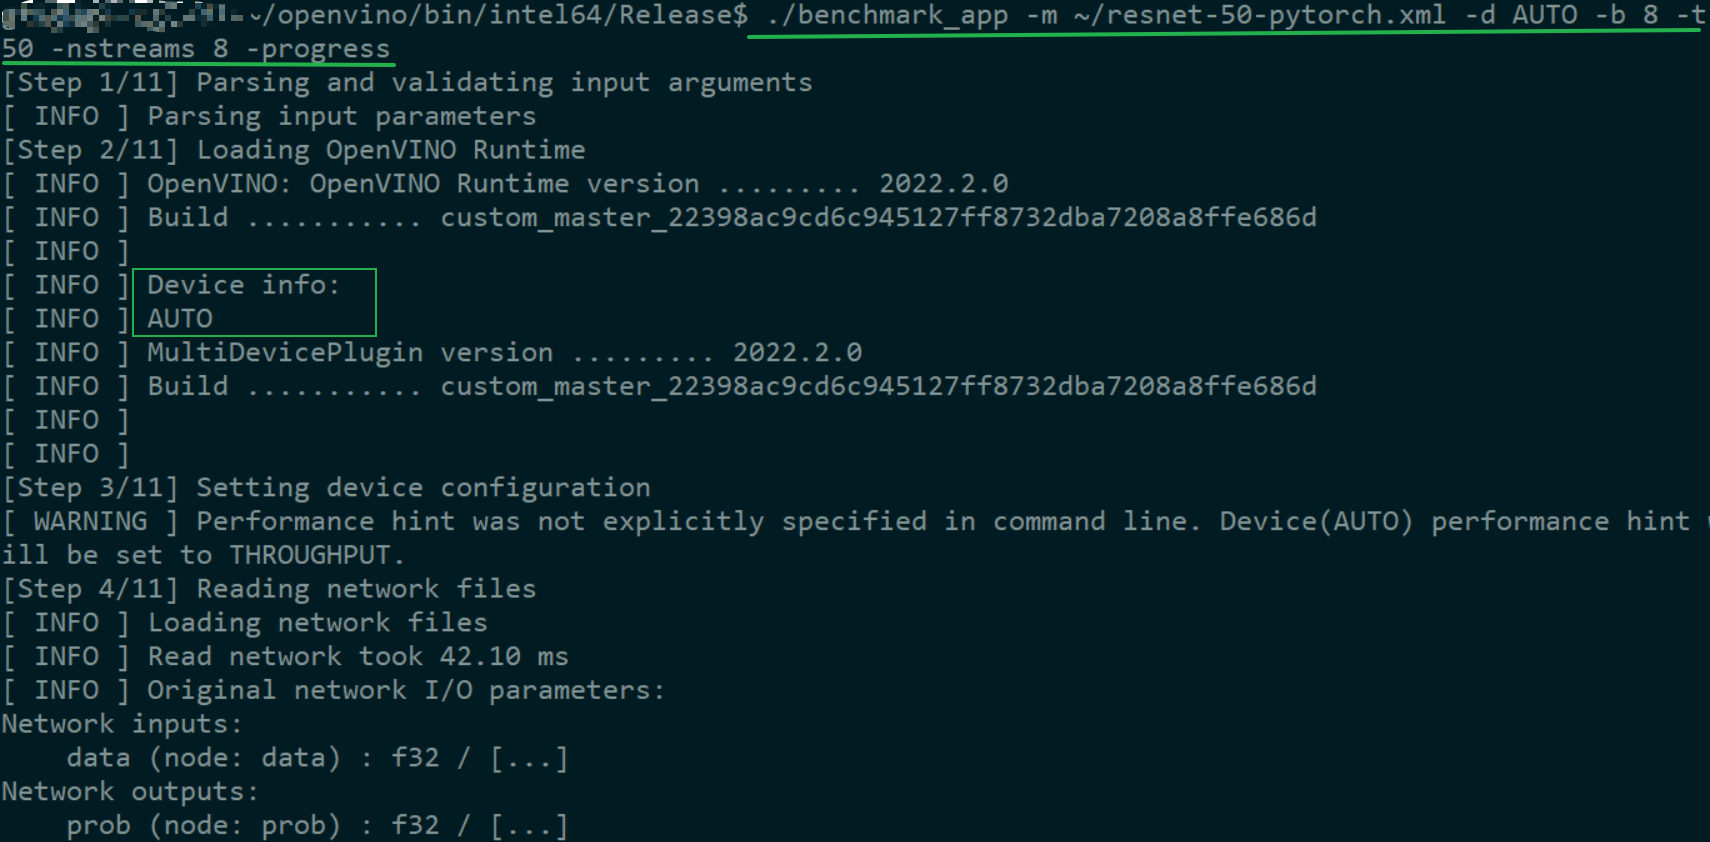 ~/openvino/bin/intel64/Release$ ./benchmark_app -m ~/resnet-50-pytorch.xml -d AUTO -b 8 -t
50 -nstreams 8 -progress
[Step 1/11] Parsing and validating input arguments
[ INFO ] Parsing input parameters
[Step 2/11] Loading OpenVINO Runtime
[ INFO ] OpenVINO: OpenVINO Runtime version ......... 2022.2.0
[ INFO ] Build ........... custom_master_22398ac9cd6c945127ff8732dba7208a8ffe686d
[ INFO ]
[ INFO ] Device info:
[ INFO ] AUTO
[ INFO ] MultiDevicePlugin version ......... 2022.2.0
[ INFO ] Build ........... custom_master_22398ac9cd6c945127ff8732dba7208a8ffe686d
[ INFO ]
[ INFO ]
[Step 3/11] Setting device configuration
[ WARNING ] Performance hint was not explicitly specified in command line. Device(AUTO) performance hint w
ill be set to THROUGHPUT.
[Step 4/11] Reading network files
[ INFO ] Loading network files
[ INFO ] Read network took 42.10 ms
[ INFO ] Original network I/O parameters:
Network inputs:
    data (node: data) : f32 / [...]
Network outputs:
    prob (node: prob) : f32 / [...]